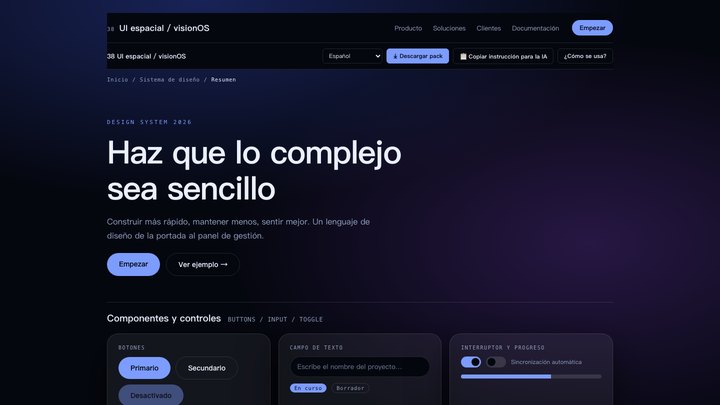 38 UI espacial / visionOS
Producto Soluciones Clientes Documentación Empezar
38 UI espacial / visionOS
Español Descargar pack Copiar instrucción para la IA ¿Cómo se usa?
Inicio / Sistema de diseño / Resumen
DESIGN SYSTEM 2026
Haz que lo complejo
sea sencillo
Construir más rápido, mantener menos, sentir mejor. Un lenguaje de
diseño de la portada al panel de gestión.
Empezar Ver ejemplo →
Componentes y controles BUTTONS / INPUT / TOGGLE
BOTONES
Primario Secundario
Desactivado
CAMPO DE TEXTO
Escribe el nombre del proyecto...
En curso Borrador
INTERRUPTOR Y PROGRESO
Sincronización automática